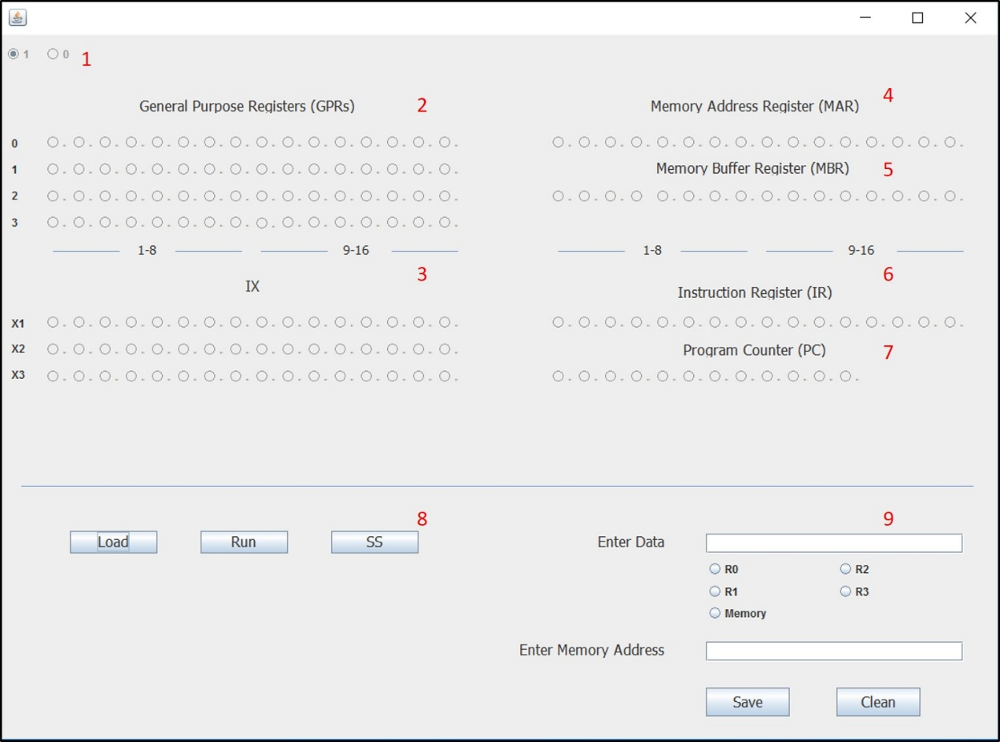 1 0 1
General Purpose Registers (GPRs) 2
0
1
2
3
1-8 9-16
IX 3
X1
X2
X3
Memory Address Register (MAR) 4
Memory Buffer Register (MBR) 5
1-8 9-16
6
Instruction Register (IR)
Program Counter (PC) 7
8
Load Run SS
9
Enter Data
R0 R2
R1 R3
Memory
Enter Memory Address
Save Clean